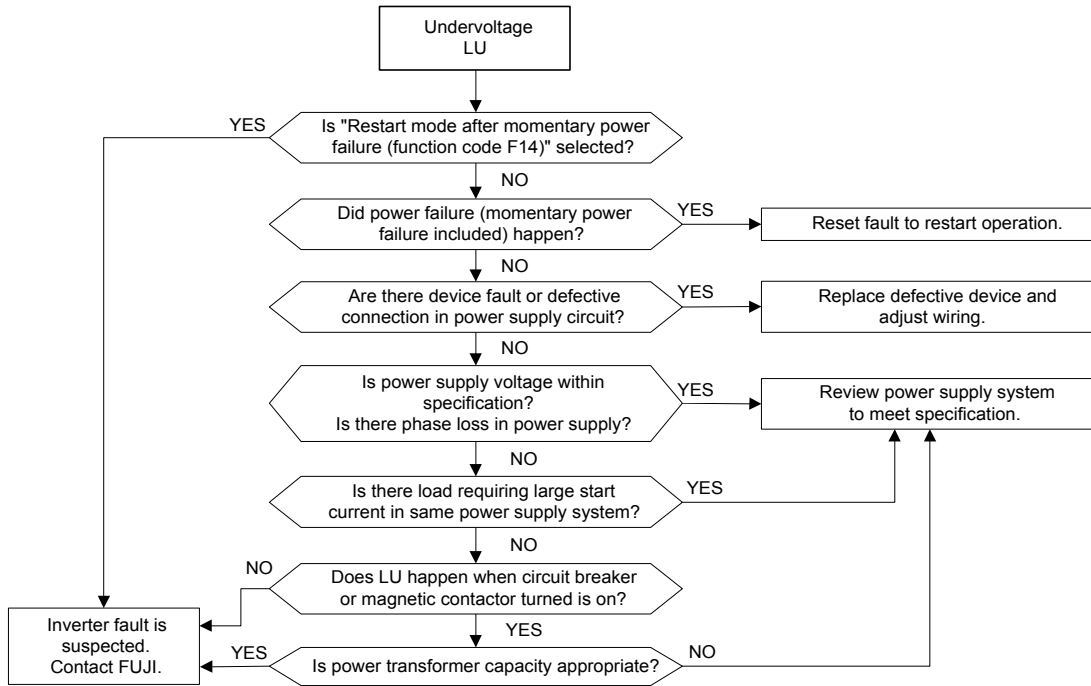 Undervoltage
LU
YES
Is "Restart mode after momentary power
failure (function code F14)" selected?
NO
Did power failure (momentary power
failure included) happen?
YES
Reset fault to restart operation.
NO
Are there device fault or defective
connection in power supply circuit?
YES
Replace defective device and
adjust wiring.
NO
Is power supply voltage within
specification?
Is there phase loss in power supply?
YES
Review power supply system
to meet specification.
NO
Is there load requiring large start
current in same power supply system?
YES
NO
NO
Does LU happen when circuit breaker
or magnetic contactor turned is on?
YES
Inverter fault is
suspected.
Contact FUJI.
YES
Is power transformer capacity appropriate?
NO